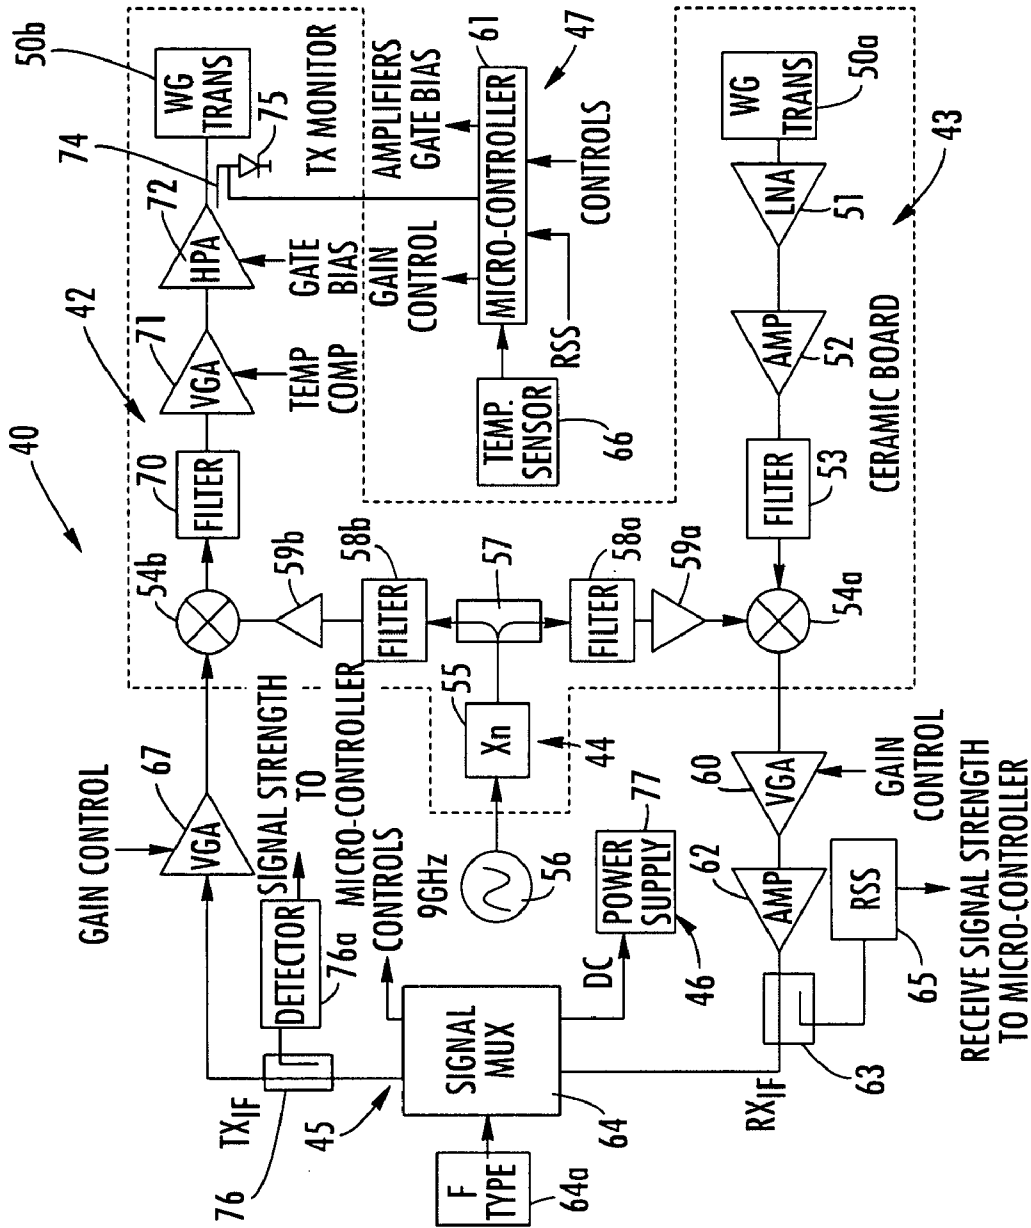 40
42
50b
WG
TRANS
74
75
TX MONITOR
72
HPA
GATE
BIAS
71
VGA
TEMP
COMP
70
FILTER
54b
59b
58b
FILTER
57
58a
FILTER
59a
54a
55
Xn
44
9GHz
56
AMPLIFIERS
GATE BIAS
61
MICRO-CONTROLLER
47
CONTROLS
GAIN
CONTROL
RSS
TEMP.
SENSOR
66
WG
TRANS
50a
43
LNA
51
AMP
52
CERAMIC BOARD
FILTER
53
GAIN CONTROL
67
VGA
SIGNAL STRENGTH
TO
MICRO-CONTROLLER
DETECTOR
76a
CONTROLS
TXIF
76
45
SIGNAL
MUX
64
F
TYPE
64a
DC
POWER
SUPPLY
77
46
60
VGA
GAIN
CONTROL
62
AMP
RXIF
63
RSS
65
RECEIVE SIGNAL STRENGTH
TO MICRO-CONTROLLER